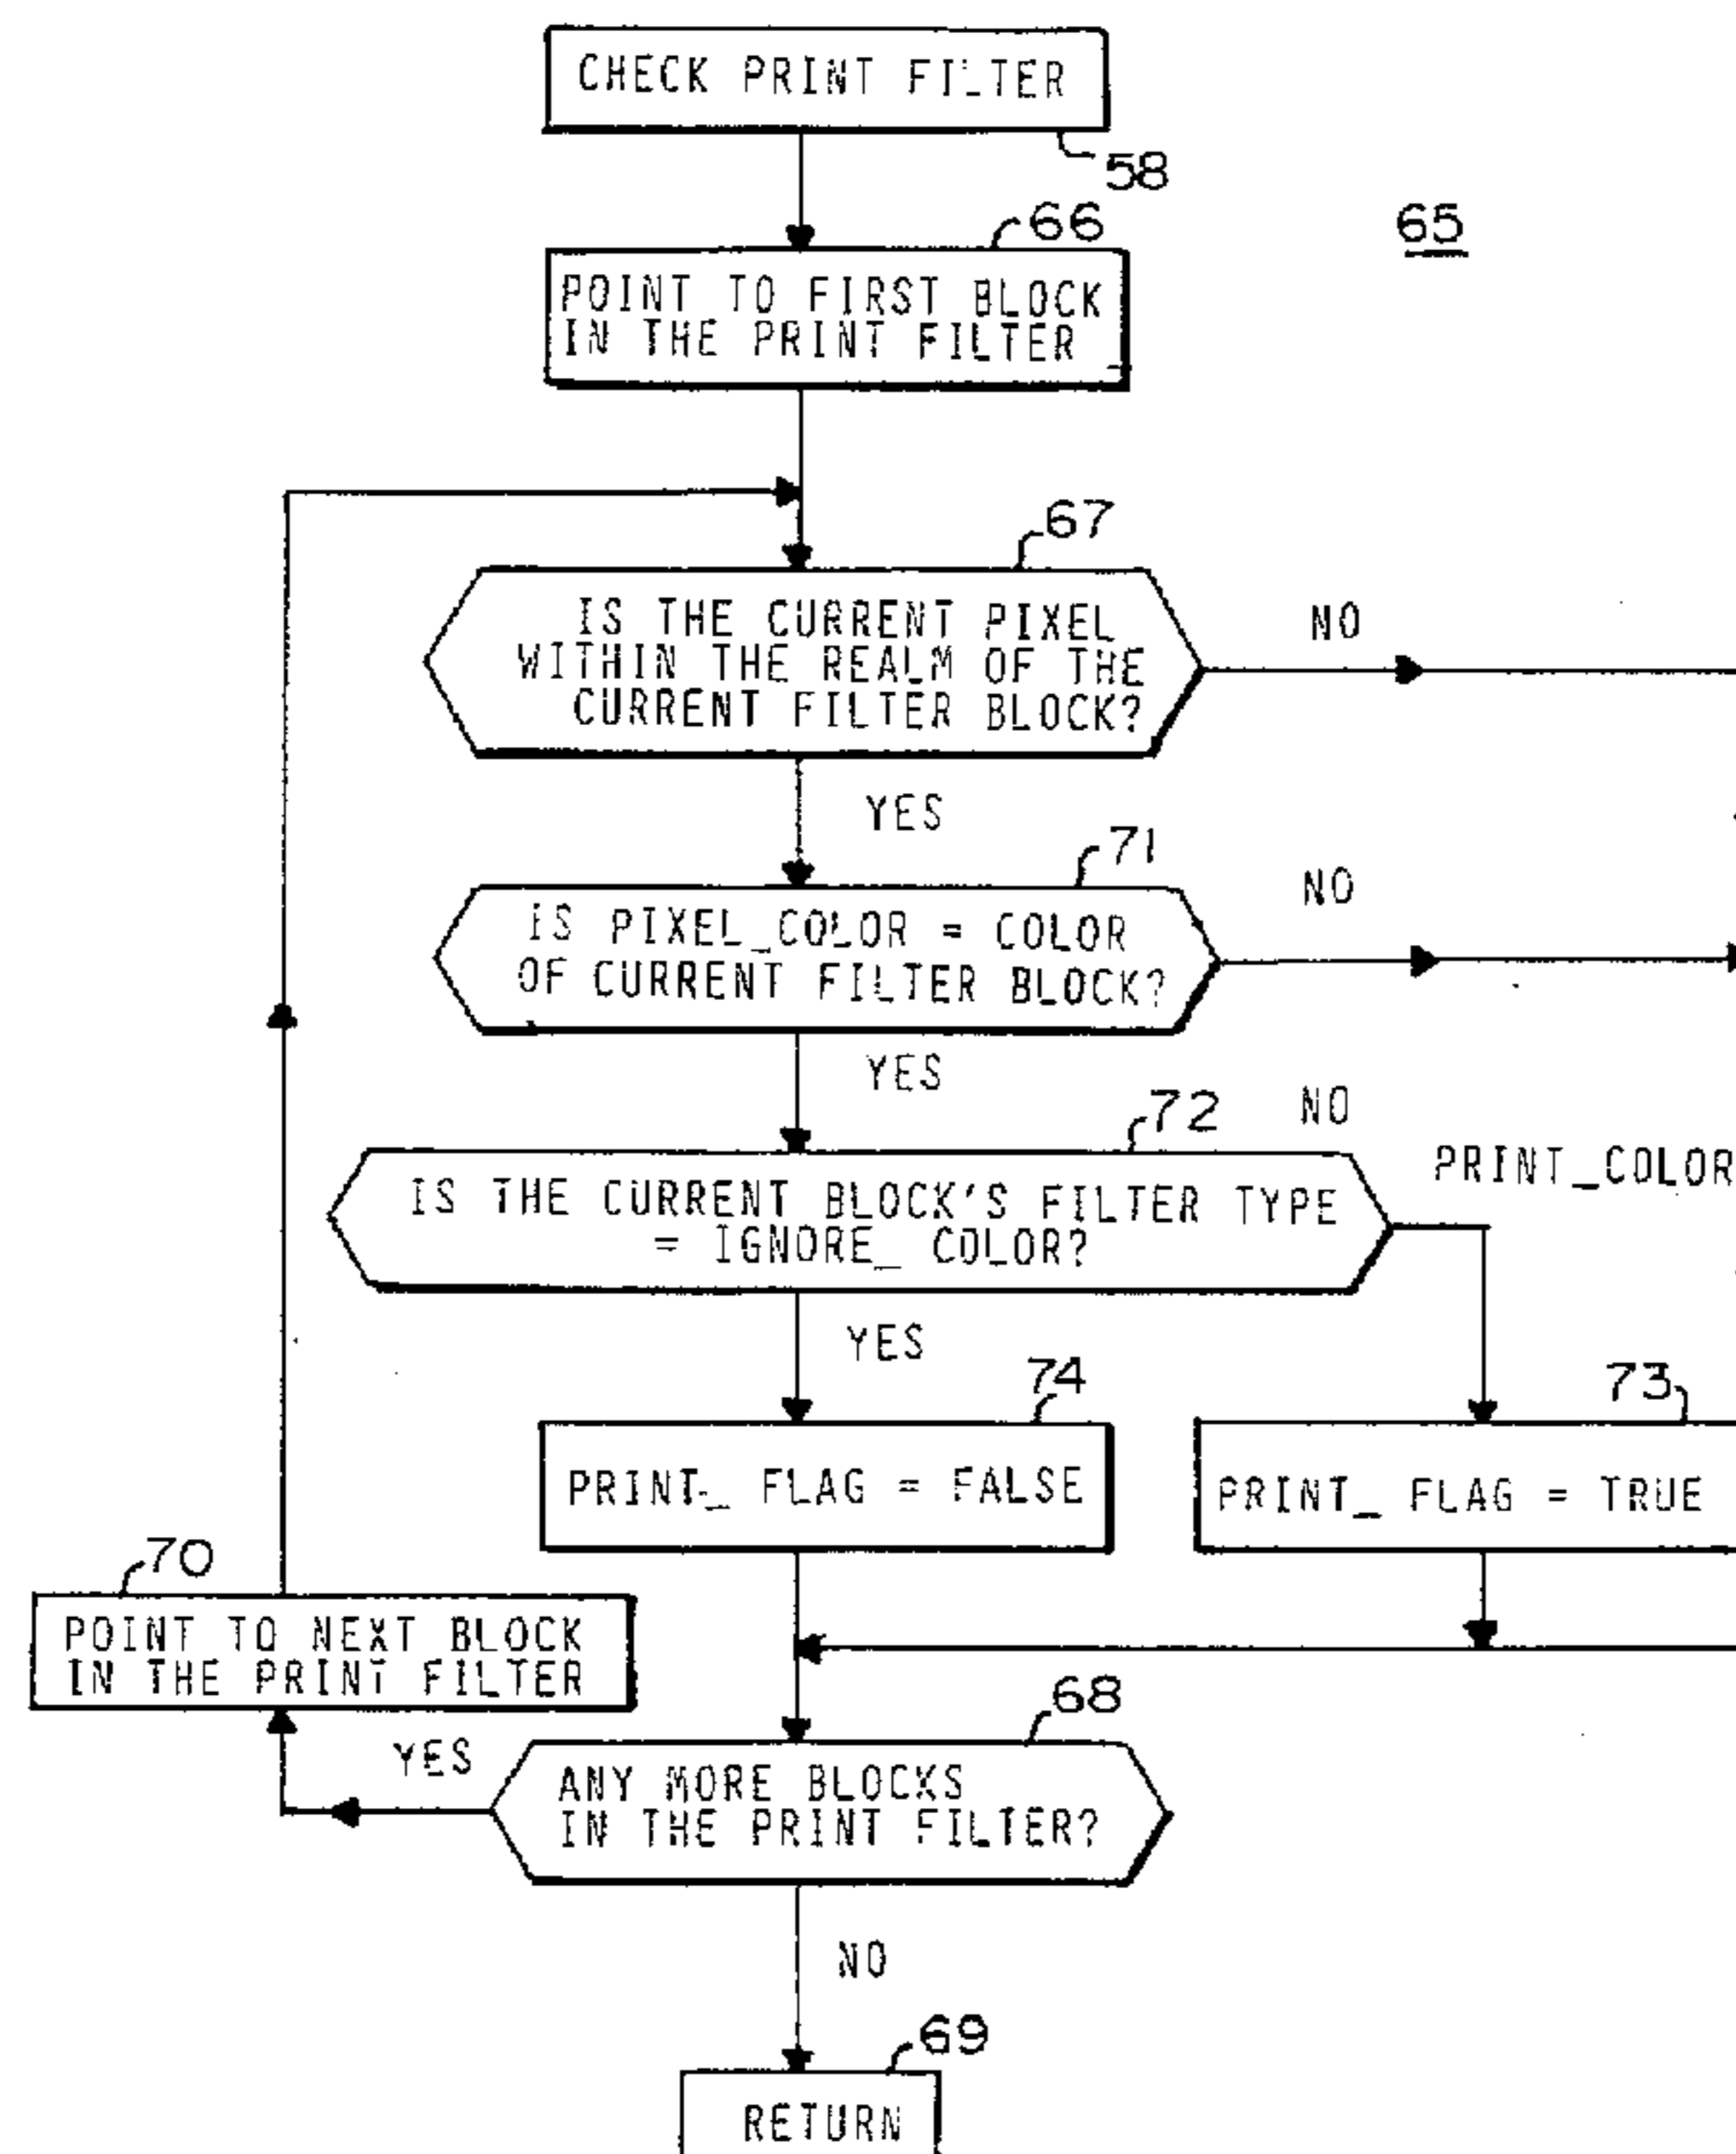 CHECK PRINT FILTER
58
65
66
POINT TO FIRST BLOCK
IN THE PRINT FILTER
67
IS THE CURRENT PIXEL
WITHIN THE REALM OF THE
CURRENT FILTER BLOCK?
NO
YES
71
IS PIXEL_COLOR = COLOR
OF CURRENT FILTER BLOCK?
NO
YES
72
NO
PRINT_COLOR
IS THE CURRENT BLOCK'S FILTER TYPE
= IGNORE_ COLOR?
YES
74
73
PRINT_ FLAG = FALSE
PRINT_ FLAG = TRUE
70
POINT TO NEXT BLOCK
IN THE PRINT FILTER
68
YES
ANY MORE BLOCKS
IN THE PRINT FILTER?
NO
69
RETURN